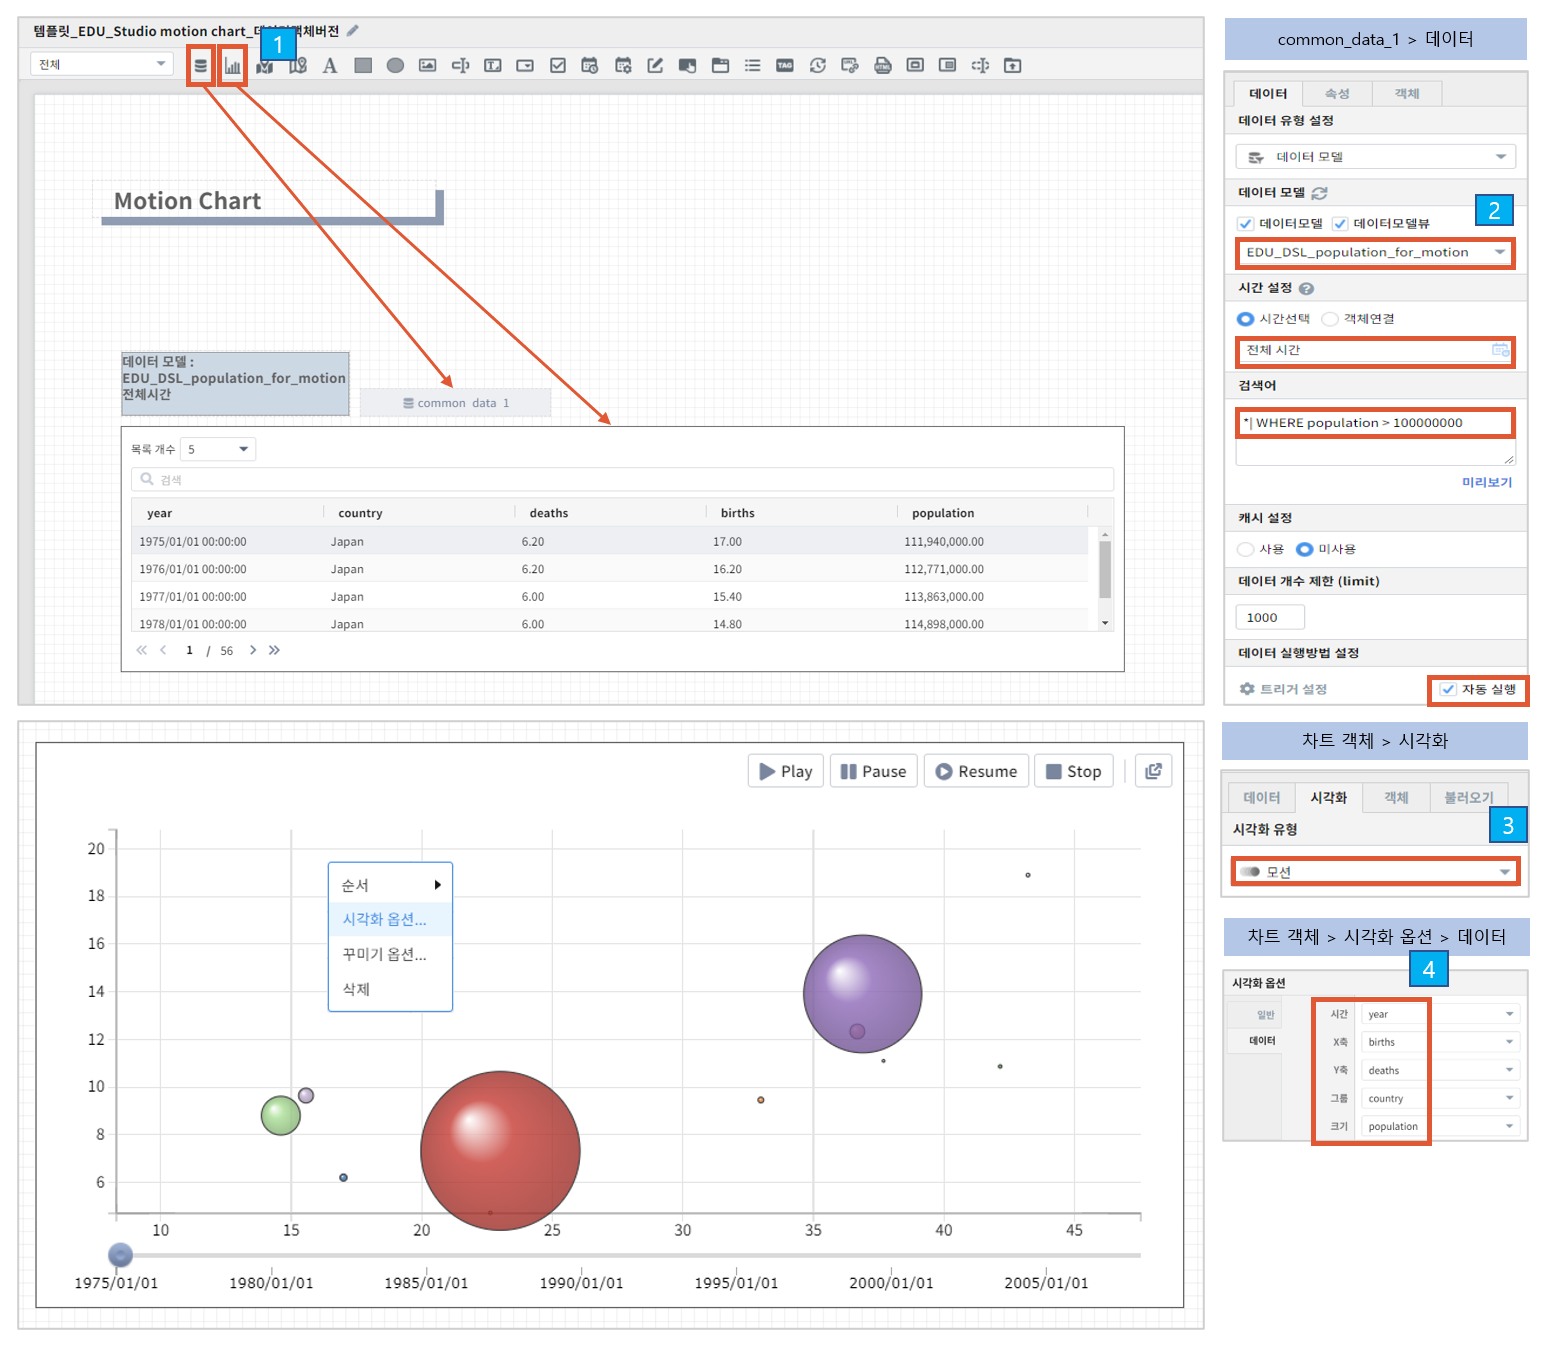 템플릿_EDU_Studio motion chart_데이터객체버전
1
전체
A
TAG
Motion Chart
데이터 모델 :
EDU_DSL_population_for_motion
전체시간
common_data_1
목록 개수 5
검색
year country deaths births population
1975/01/01 00:00:00 Japan 6.20 17.00 111,940,000.00
1976/01/01 00:00:00 Japan 6.20 16.20 112,771,000.00
1977/01/01 00:00:00 Japan 6.00 15.40 113,863,000.00
1978/01/01 00:00:00 Japan 6.00 14.80 114,898,000.00
1 / 56
common_data_1 > 데이터
데이터 속성 객체
데이터 유형 설정
데이터 모델
데이터 모델
2
데이터모델 데이터모델뷰
EDU_DSL_population_for_motion
시간 설정
시간선택 객체연결
전체 시간
검색어
*| WHERE population > 100000000
미리보기
캐시 설정
사용 미사용
데이터 개수 제한 (limit)
1000
데이터 실행방법 설정
트리거 설정 자동 실행
Play Pause Resume Stop
순서
시각화 옵션...
꾸미기 옵션...
삭제
20
18
16
14
12
10
8
6
10 15 20 25 30 35 40 45
1975/01/01 1980/01/01 1985/01/01 1990/01/01 1995/01/01 2000/01/01 2005/01/01
차트 객체 > 시각화
데이터 시각화 객체 불러오기
3
시각화 유형
모션
차트 객체 > 시각화 옵션 > 데이터
4
시각화 옵션
일반
데이터
시간 year
X축 births
Y축 deaths
그룹 country
크기 population